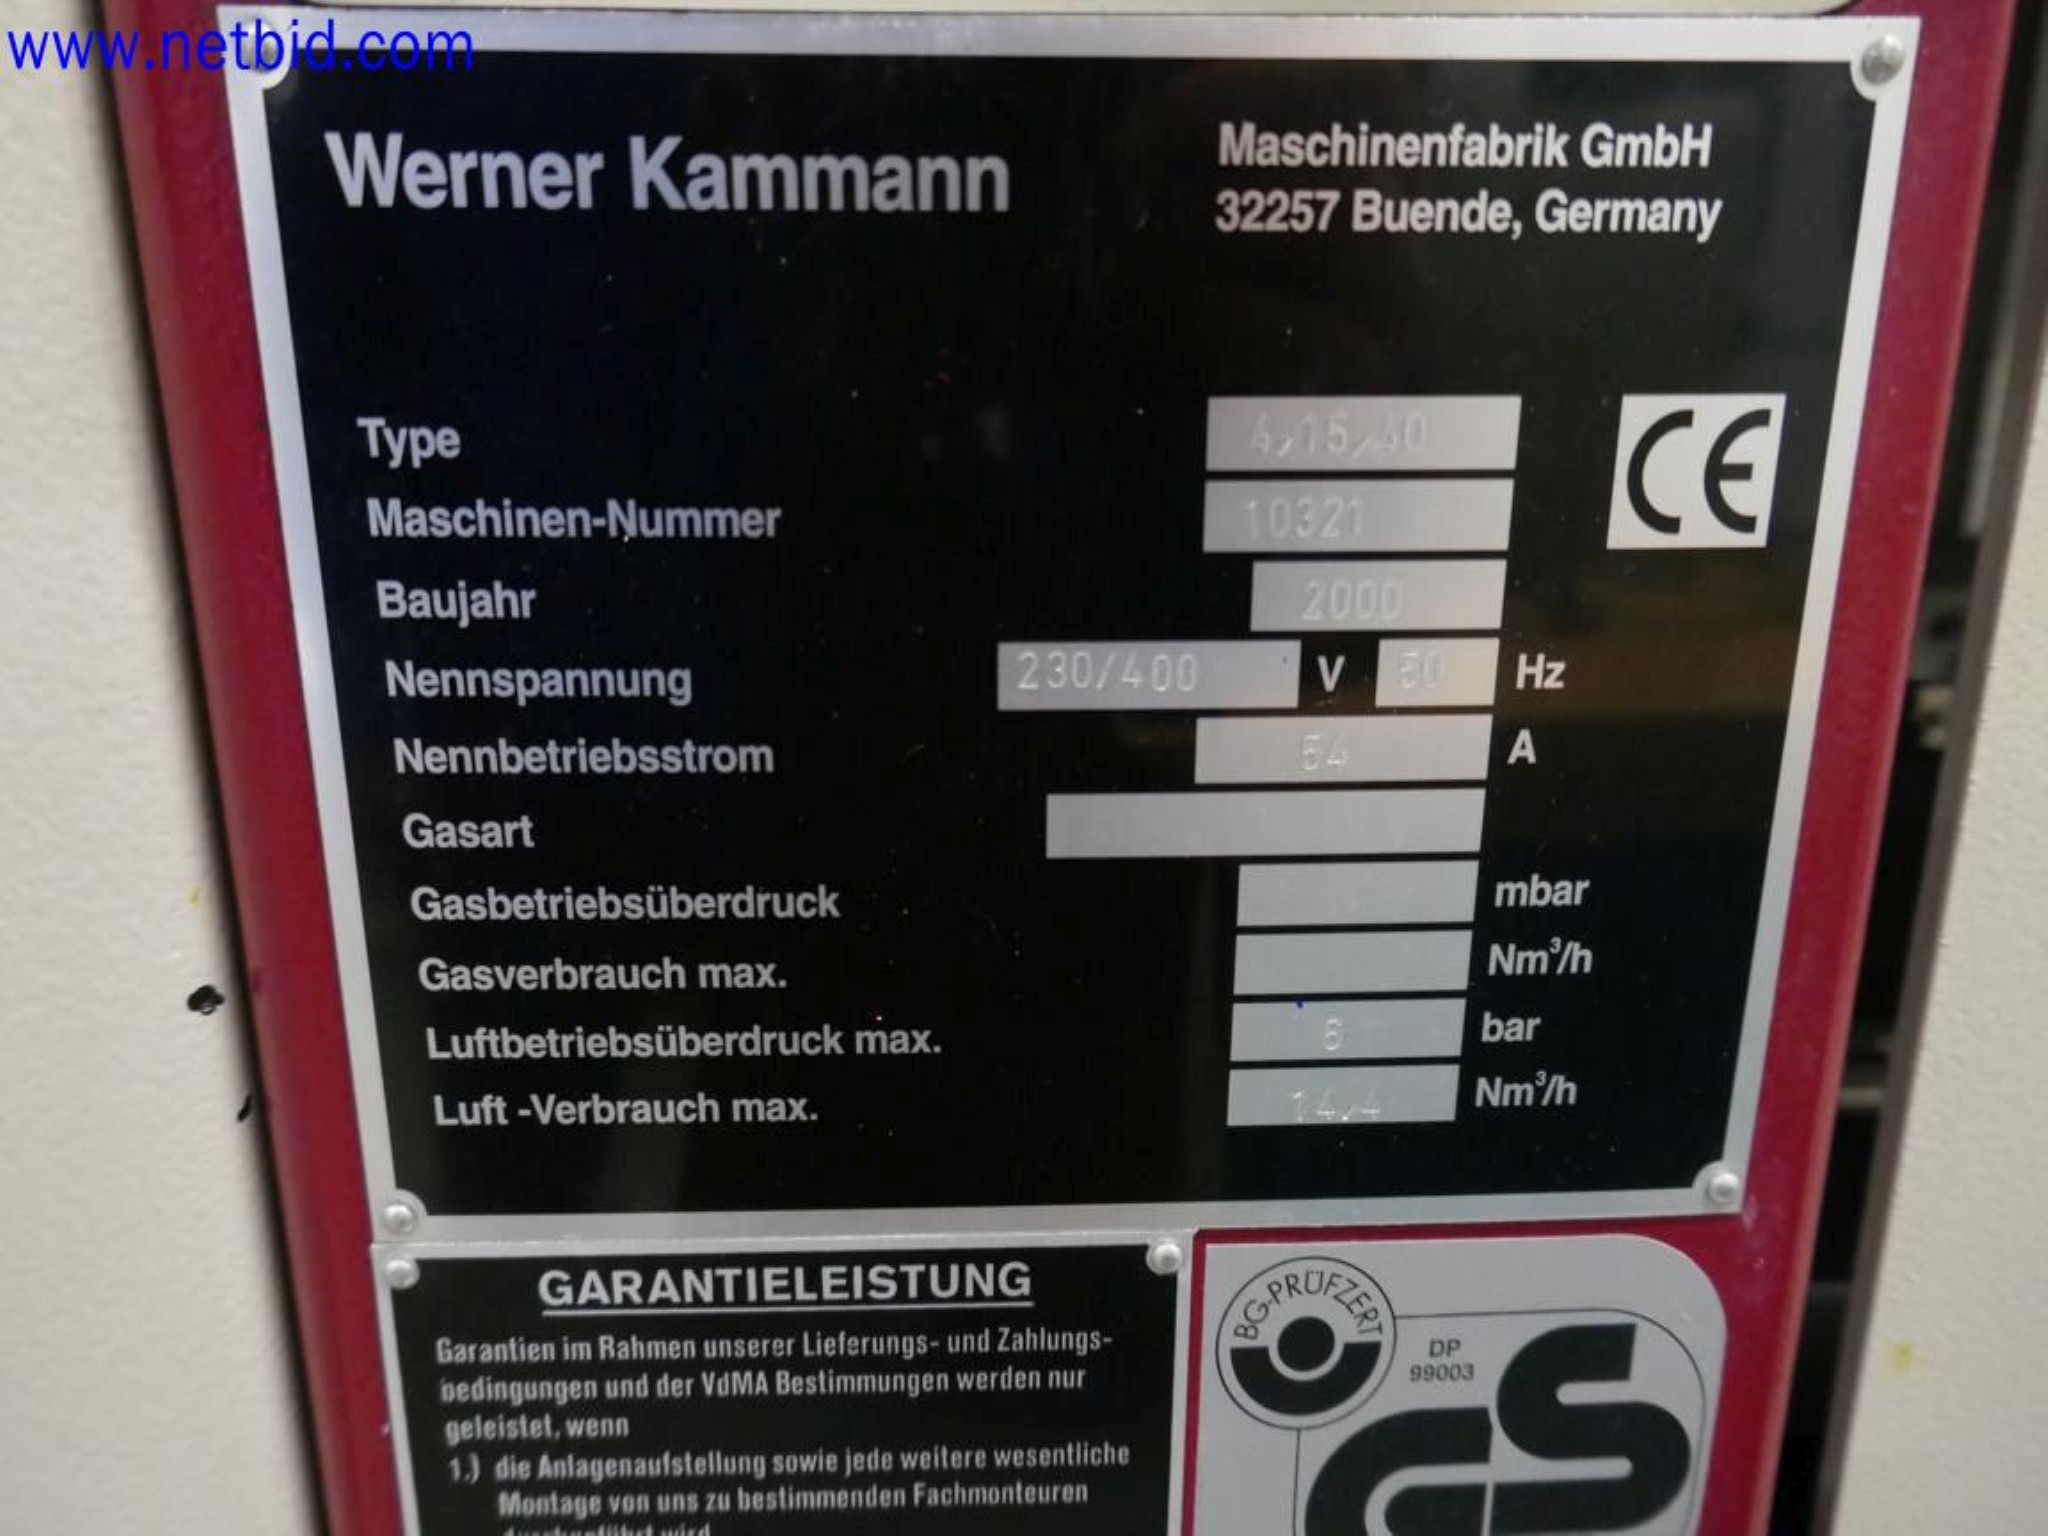 www.netbid.com
Werner Kammann
Maschinenfabrik GmbH
32257 Buende, Germany
Type 4,15,40
CE
Maschinen-Nummer 10321
Baujahr 2000
Nennspannung 230/400 V 50 Hz
Nennbetriebsstrom 54 A
Gasart
Gasbetriebsüberdruck mbar
Gasverbrauch max. Nm³/h
Luftbetriebsüberdruck max. 6 bar
Luft -Verbrauch max. 14,4 Nm³/h
GARANTIELEISTUNG
Garantien im Rahmen unserer Lieferungs- und Zahlungs-
bedingungen und der VdMA Bestimmungen werden nur
geleistet, wenn
1.) die Anlagenaufstellung sowie jede weitere wesentliche
Montage von uns zu bestimmenden Fachmonteuren
BG-PRÜFZERT
DP
99003
GS